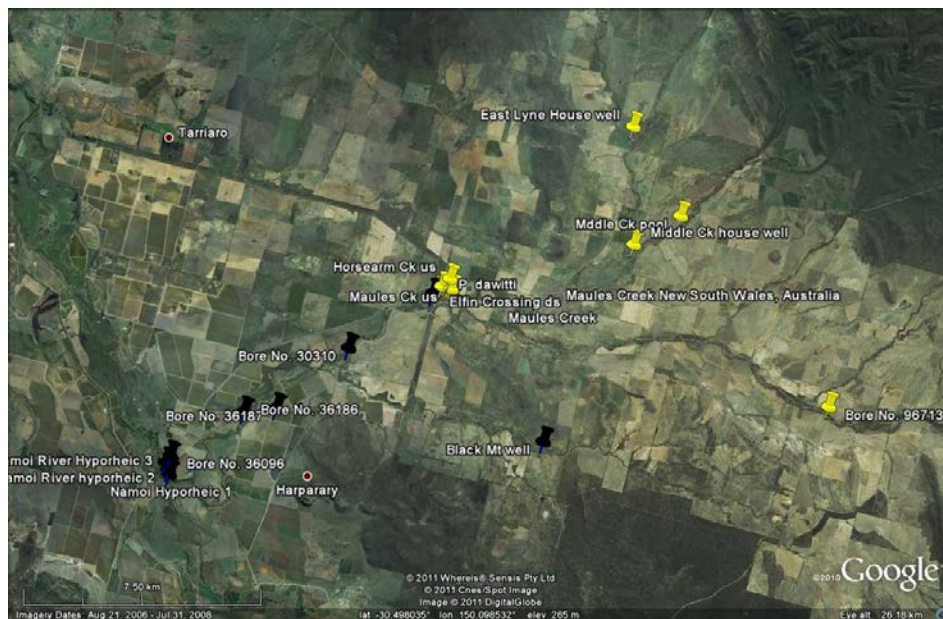 East Lyne House well
Tarriaro
Mddle Ck pool
Middle Ck house well
Horsearm Ck us
P. dawitti
Maules Ck us
Elfin Crossing ds
Maules Creek New South Wales, Australia
Maules Creek
Bore No. 30310
Bore No. 36187
Bore No. 36186
Bore No. 96713
Black Mt well
amoi River Hyporheic 3
Bore No. 36096
amoi River hyporheic 2
Namoi Hyporheic 1
Harparary
7.50 km
© 2011 Whereis® Sensis Pty Ltd
© 2011 Cnes/Spot Image
Image © 2011 DigitalGlobe
©2010 Google
Imagery Dates: Aug 21, 2006 - Jul 31, 2008
lat -30.498035° lon 150.098532° elev 265 m
Eye alt 26.18 km